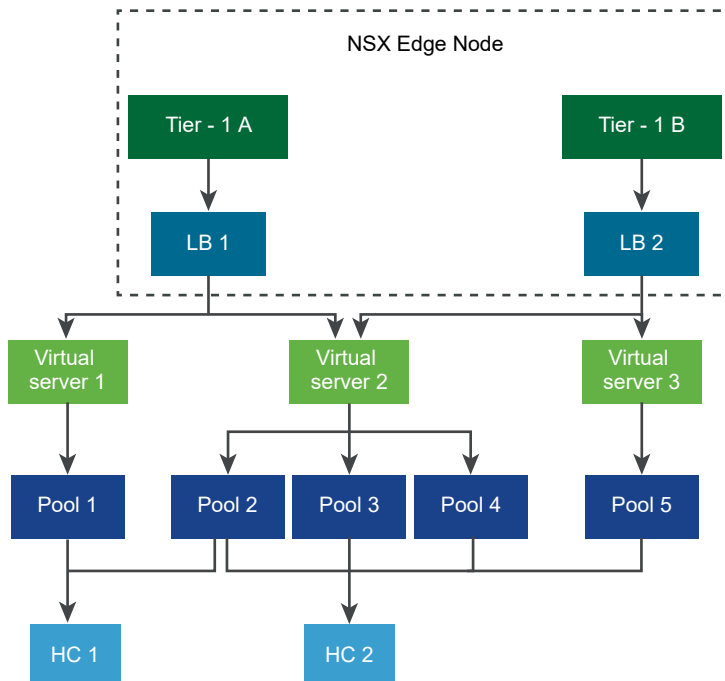 NSX Edge Node
Tier - 1 A
Tier - 1 B
LB 1
LB 2
Virtual
server 1
Virtual
server 2
Virtual
server 3
Pool 1
Pool 2
Pool 3
Pool 4
Pool 5
HC 1
HC 2